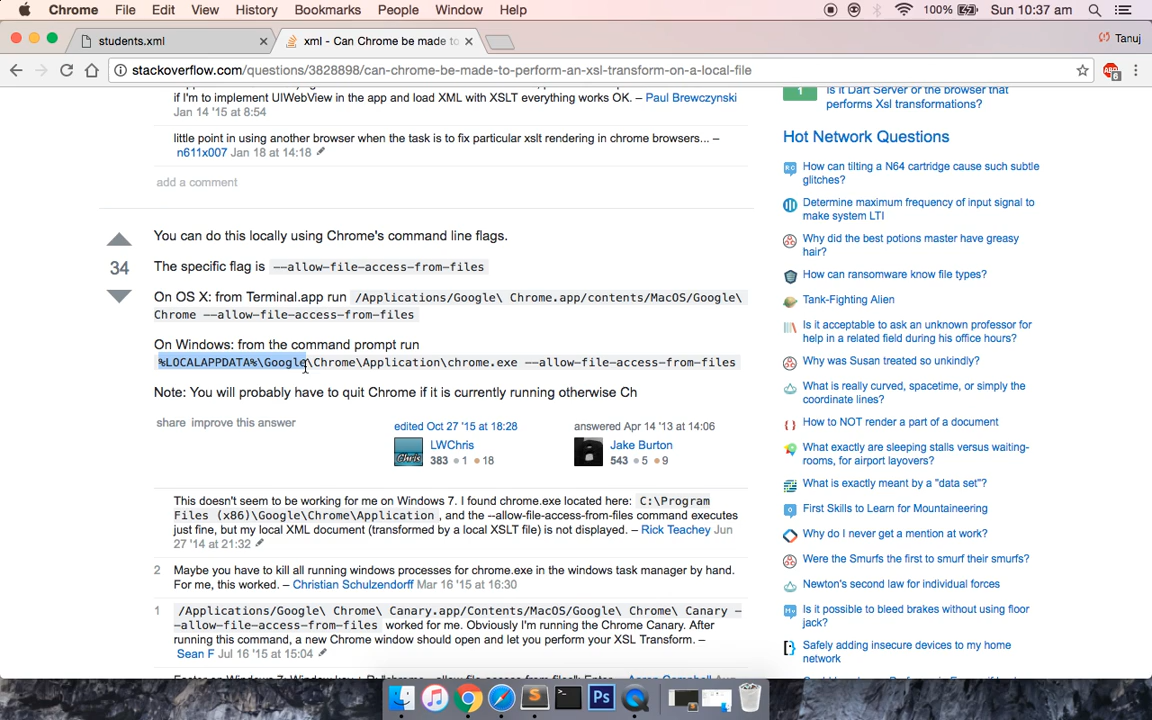 Chrome File Edit View History Bookmarks People Window Help 100% Sun 10:37 am
students.xml xml - Can Chrome be made to Tanuj
stackoverflow.com/questions/3828898/can-chrome-be-made-to-perform-an-xsl-transform-on-a-local-file 6
if I'm to implement UIWebView in the app and load XML with XSLT everything works OK. – Paul Brewczynski
Jan 14 '15 at 8:54
little point in using another browser when the task is to fix particular xslt rendering in chrome browsers... –
n611x007 Jan 18 at 14:18
add a comment
34
You can do this locally using Chrome's command line flags.
The specific flag is --allow-file-access-from-files
On OS X: from Terminal.app run /Applications/Google\ Chrome.app/contents/MacOS/Google\
Chrome --allow-file-access-from-files
On Windows: from the command prompt run
%LOCALAPPDATA%\Google\Chrome\Application\chrome.exe --allow-file-access-from-files
Note: You will probably have to quit Chrome if it is currently running otherwise Ch
share improve this answer
edited Oct 27 '15 at 18:28
LWChris
383 1 18
answered Apr 14 '13 at 14:06
Jake Burton
543 5 9
This doesn't seem to be working for me on Windows 7. I found chrome.exe located here: C:\Program
Files (x86)\Google\Chrome\Application , and the --allow-file-access-from-files command executes
just fine, but my local XML document (transformed by a local XSLT file) is not displayed. – Rick Teachey Jun
27 '14 at 21:32
2 Maybe you have to kill all running windows processes for chrome.exe in the windows task manager by hand.
For me, this worked. – Christian Schulzendorff Mar 16 '15 at 16:30
1 /Applications/Google\ Chrome\ Canary.app/Contents/MacOS/Google\ Chrome\ Canary -
-allow-file-access-from-files worked for me. Obviously I'm running the Chrome Canary. After
running this command, a new Chrome window should open and let you perform your XSL Transform. –
Sean F Jul 16 '15 at 15:04
1 Is it Dart Server or the browser that
performs Xsl transformations?
Hot Network Questions
How can tilting a N64 cartridge cause such subtle
glitches?
Determine maximum frequency of input signal to
make system LTI
Why did the best potions master have greasy
hair?
How can ransomware know file types?
Tank-Fighting Alien
Is it acceptable to ask an unknown professor for
help in a related field during his office hours?
Why was Susan treated so unkindly?
What is really curved, spacetime, or simply the
coordinate lines?
How to NOT render a part of a document
What exactly are sleeping stalls versus waiting-
rooms, for airport layovers?
What is exactly meant by a "data set"?
First Skills to Learn for Mountaineering
Why do I never get a mention at work?
Were the Smurfs the first to smurf their smurfs?
Newton's second law for individual forces
Is it possible to bleed brakes without using floor
jack?
Safely adding insecure devices to my home
network
Ps